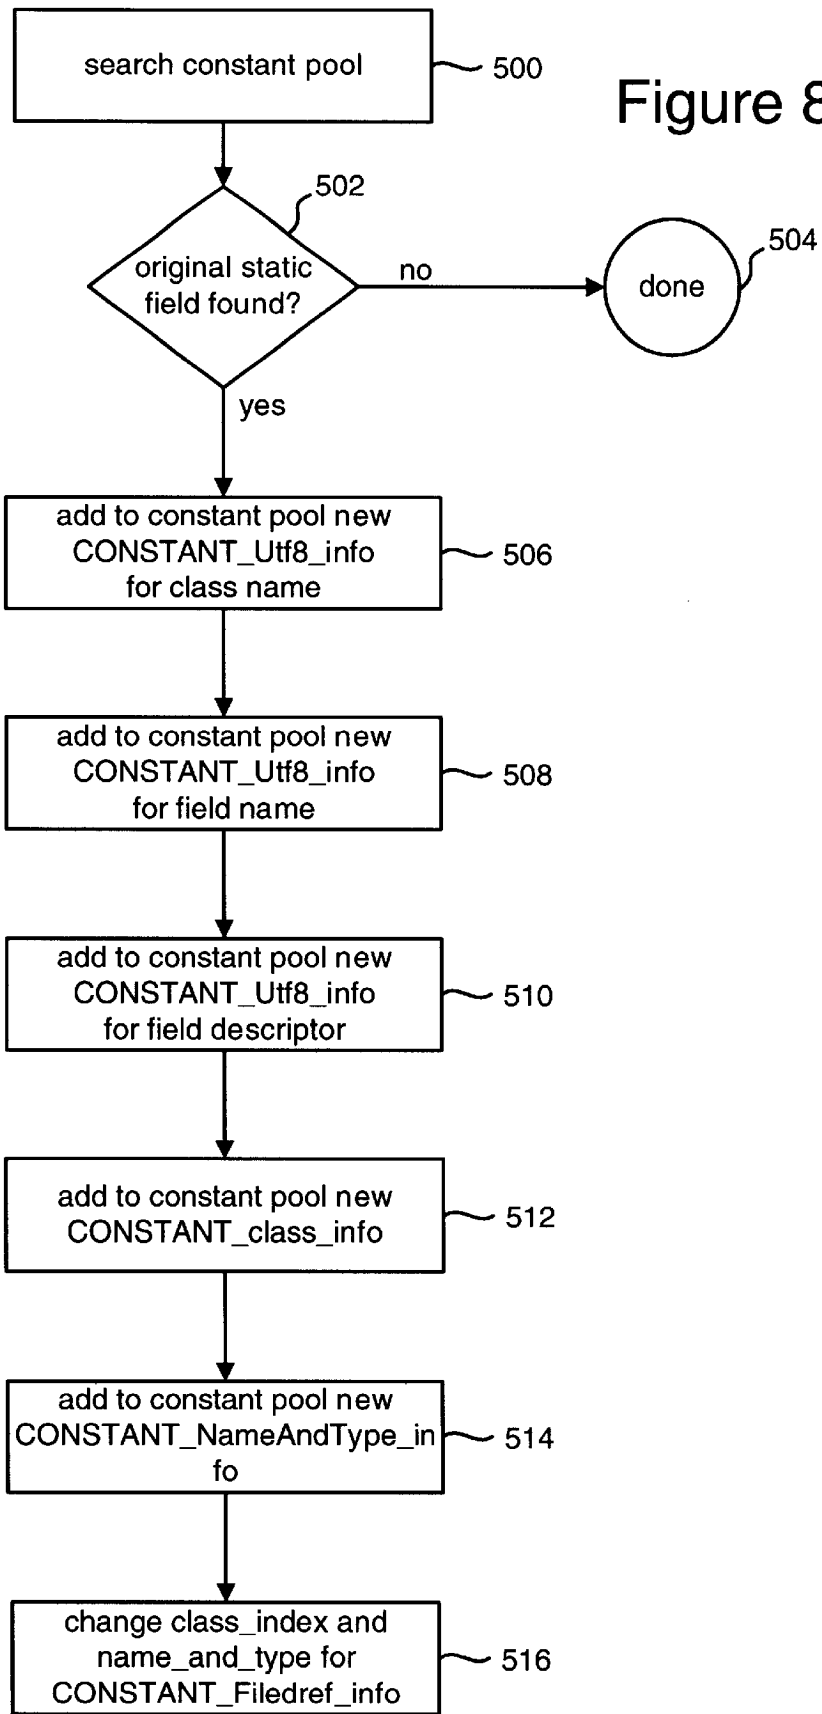 search constant pool
500
Figure 8
502
original static
field found?
no
done
504
yes
add to constant pool new
CONSTANT_Utf8_info
for class name
506
add to constant pool new
CONSTANT_Utf8_info
for field name
508
add to constant pool new
CONSTANT_Utf8_info
for field descriptor
510
add to constant pool new
CONSTANT_class_info
512
add to constant pool new
CONSTANT_NameAndType_in
fo
514
change class_index and
name_and_type for
CONSTANT_Filedref_info
516